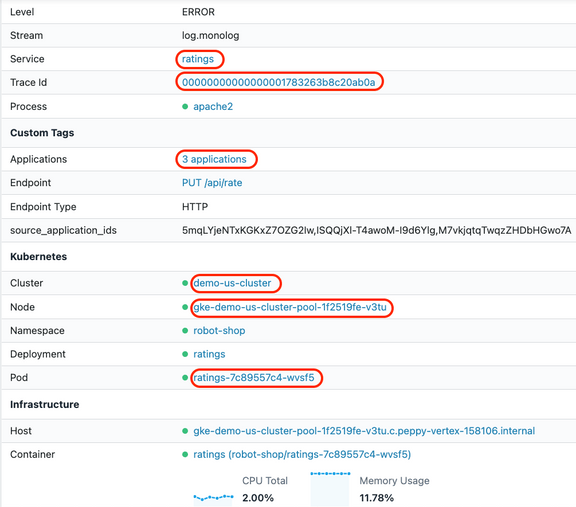 Level ERROR
Stream log.monolog
Service ratings
Trace Id 00000000000000001783263b8c20ab0a
Process apache2
Custom Tags
Applications 3 applications
Endpoint PUT /api/rate
Endpoint Type HTTP
source_application_ids 5mqLYjeNTxKGKxZ7OZG2lw,ISQQjXl-T4awoM-I9d6YIg,M7vkjqtqTwqzZHDbHGwo7A
Kubernetes
Cluster demo-us-cluster
Node gke-demo-us-cluster-pool-1f2519fe-v3tu
Namespace robot-shop
Deployment ratings
Pod ratings-7c89557c4-wvsf5
Infrastructure
Host gke-demo-us-cluster-pool-1f2519fe-v3tu.c.peppy-vertex-158106.internal
Container ratings (robot-shop/ratings-7c89557c4-wvsf5)
CPU Total Memory Usage
2.00% 11.78%